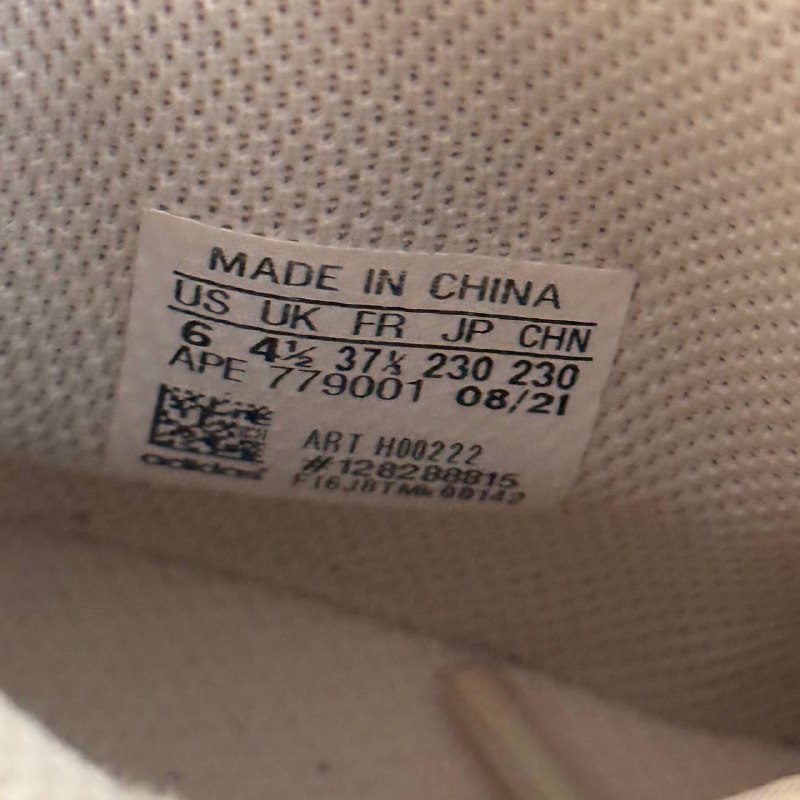 MADE IN CHINA
US UK FR JP CHN
6 4½ 37⅓ 230 230
APE 779001 08/21
ART H00222
#128288815
adidas